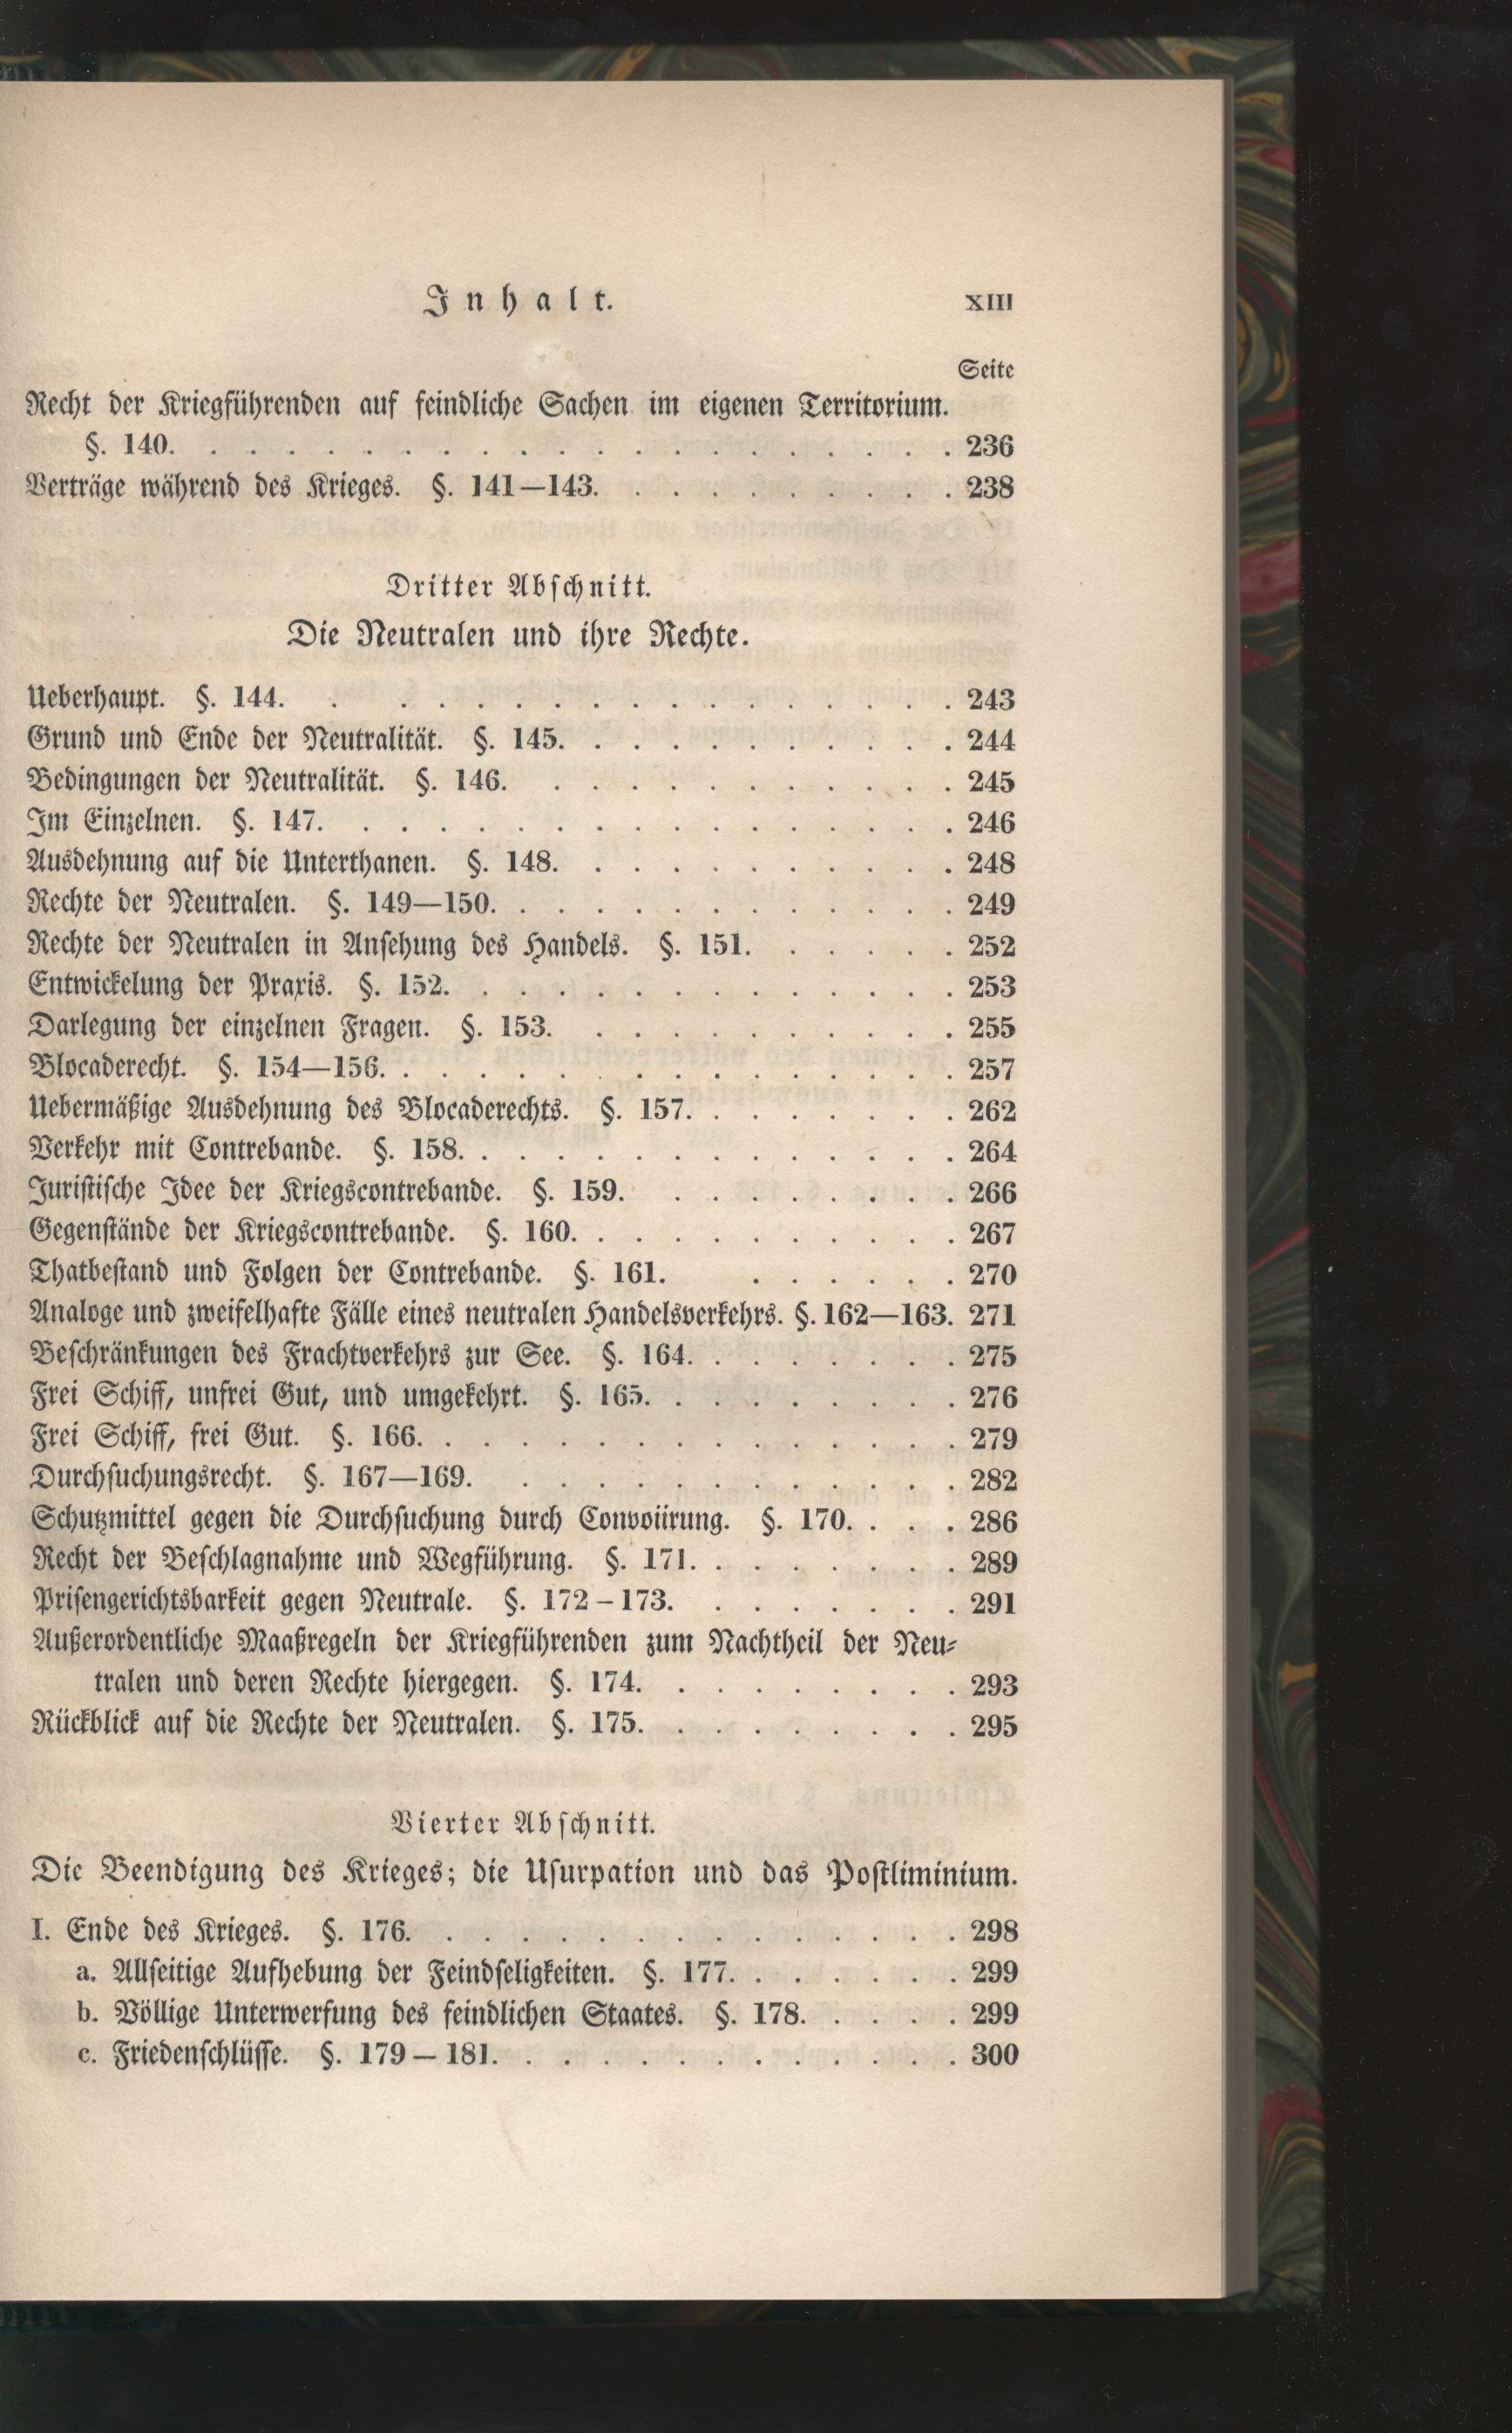 Inhalt. XIII
Seite
Recht der Kriegführenden auf feindliche Sachen im eigenen Territorium.
§. 140. . . . . . . . . . . . . . . . . . . . . 236
Verträge während des Krieges. §. 141—143. . . . . . . . . . 238
Dritter Abschnitt.
Die Neutralen und ihre Rechte.
Ueberhaupt. §. 144. . . . . . . . . . . . . . . . . 243
Grund und Ende der Neutralität. §. 145. . . . . . . . . . . 244
Bedingungen der Neutralität. §. 146. . . . . . . . . . . . 245
Im Einzelnen. §. 147. . . . . . . . . . . . . . . . . 246
Ausdehnung auf die Unterthanen. §. 148. . . . . . . . . . . 248
Rechte der Neutralen. §. 149—150. . . . . . . . . . . . . 249
Rechte der Neutralen in Ansehung des Handels. §. 151. . . . . . 252
Entwickelung der Praxis. §. 152. . . . . . . . . . . . . . 253
Darlegung der einzelnen Fragen. §. 153. . . . . . . . . . . 255
Blocaderecht. §. 154—156. . . . . . . . . . . . . . . . 257
Uebermäßige Ausdehnung des Blocaderechts. §. 157. . . . . . . . 262
Verkehr mit Contrebande. §. 158. . . . . . . . . . . . . . 264
Juristische Idee der Kriegscontrebande. §. 159. . . . . . . . . 266
Gegenstände der Kriegscontrebande. §. 160. . . . . . . . . . . 267
Thatbestand und Folgen der Contrebande. §. 161. . . . . . . 270
Analoge und zweifelhafte Fälle eines neutralen Handelsverkehrs. §. 162—163. 271
Beschränkungen des Frachtverkehrs zur See. §. 164. . . . . . . . 275
Frei Schiff, unfrei Gut, und umgekehrt. §. 165. . . . . . . . . 276
Frei Schiff, frei Gut. §. 166. . . . . . . . . . . . . . . 279
Durchsuchungsrecht. §. 167—169. . . . . . . . . . . . . 282
Schutzmittel gegen die Durchsuchung durch Convoiirung. §. 170. . . . 286
Recht der Beschlagnahme und Wegführung. §. 171. . . . . . . . 289
Prisengerichtsbarkeit gegen Neutrale. §. 172–173. . . . . . . . 291
Außerordentliche Maaßregeln der Kriegführenden zum Nachtheil der Neu-
tralen und deren Rechte hiergegen. §. 174. . . . . . . . . 293
Rückblick auf die Rechte der Neutralen. §. 175. . . . . . . . . 295
Vierter Abschnitt.
Die Beendigung des Krieges; die Usurpation und das Postliminium.
I. Ende des Krieges. §. 176. . . . . . . . . . . . . . . 298
a. Allseitige Aufhebung der Feindseligkeiten. §. 177. . . . . . . 299
b. Völlige Unterwerfung des feindlichen Staates. §. 178. . . . . 299
c. Friedenschlüsse. §. 179–181. . . . . . . . . . . . . 300